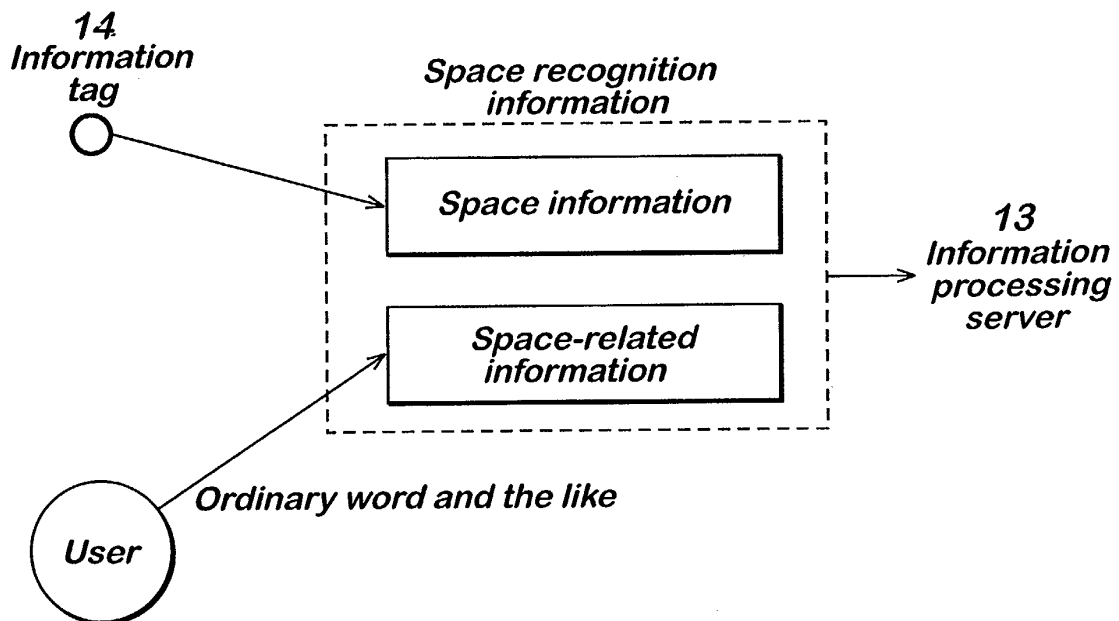 14
Information
tag
Space recognition
information
Space information
Space-related
information
13
Information
processing
server
Ordinary word and the like
User